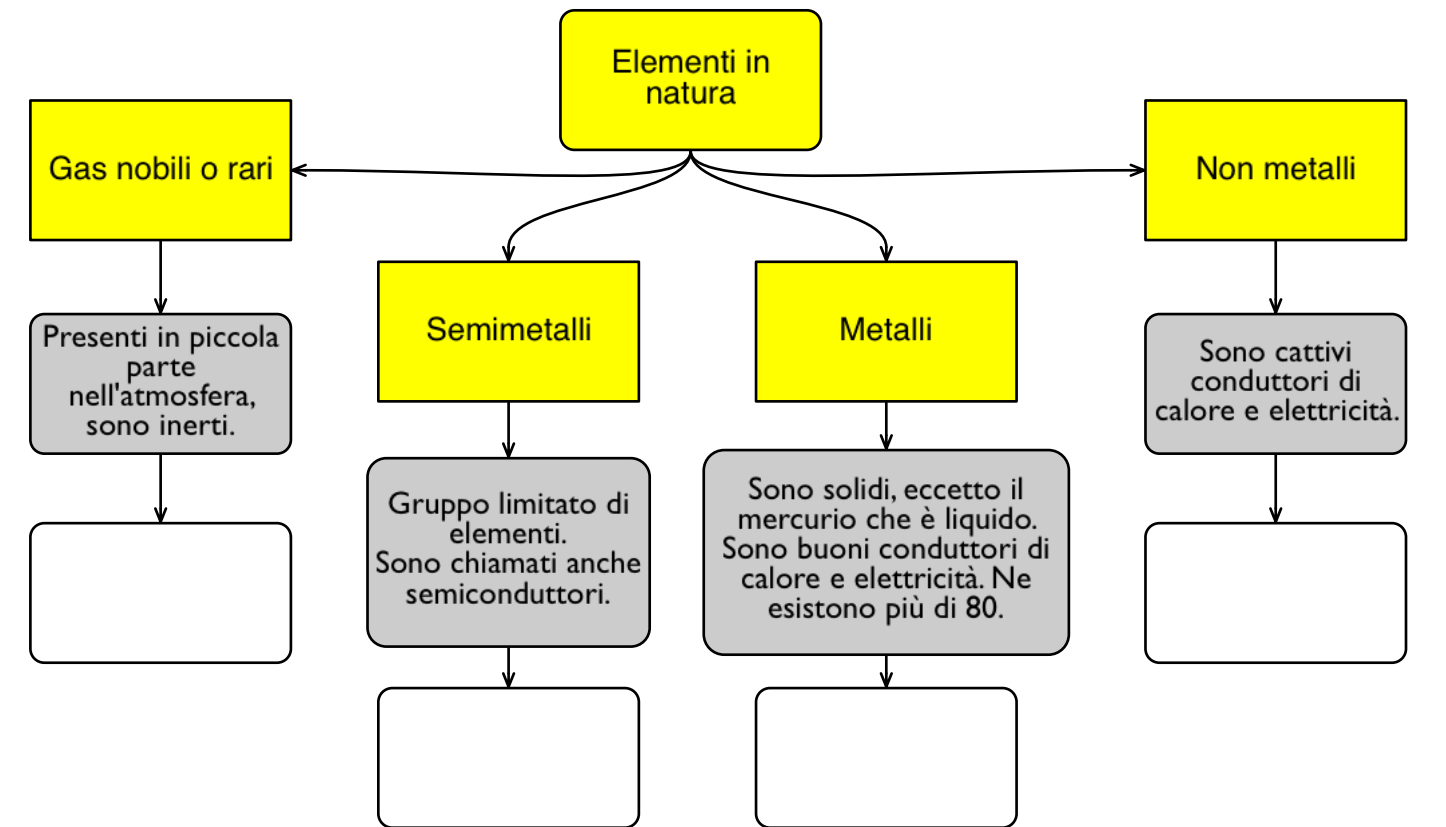 Elementi in
natura
Gas nobili o rari
Non metalli
Semimetalli
Metalli
Presenti in piccola
parte
nell'atmosfera,
sono inerti.
Gruppo limitato di
elementi.
Sono chiamati anche
semiconduttori.
Sono solidi, eccetto il
mercurio che è liquido.
Sono buoni conduttori di
calore e elettricità. Ne
esistono più di 80.
Sono cattivi
conduttori di
calore e elettricità.